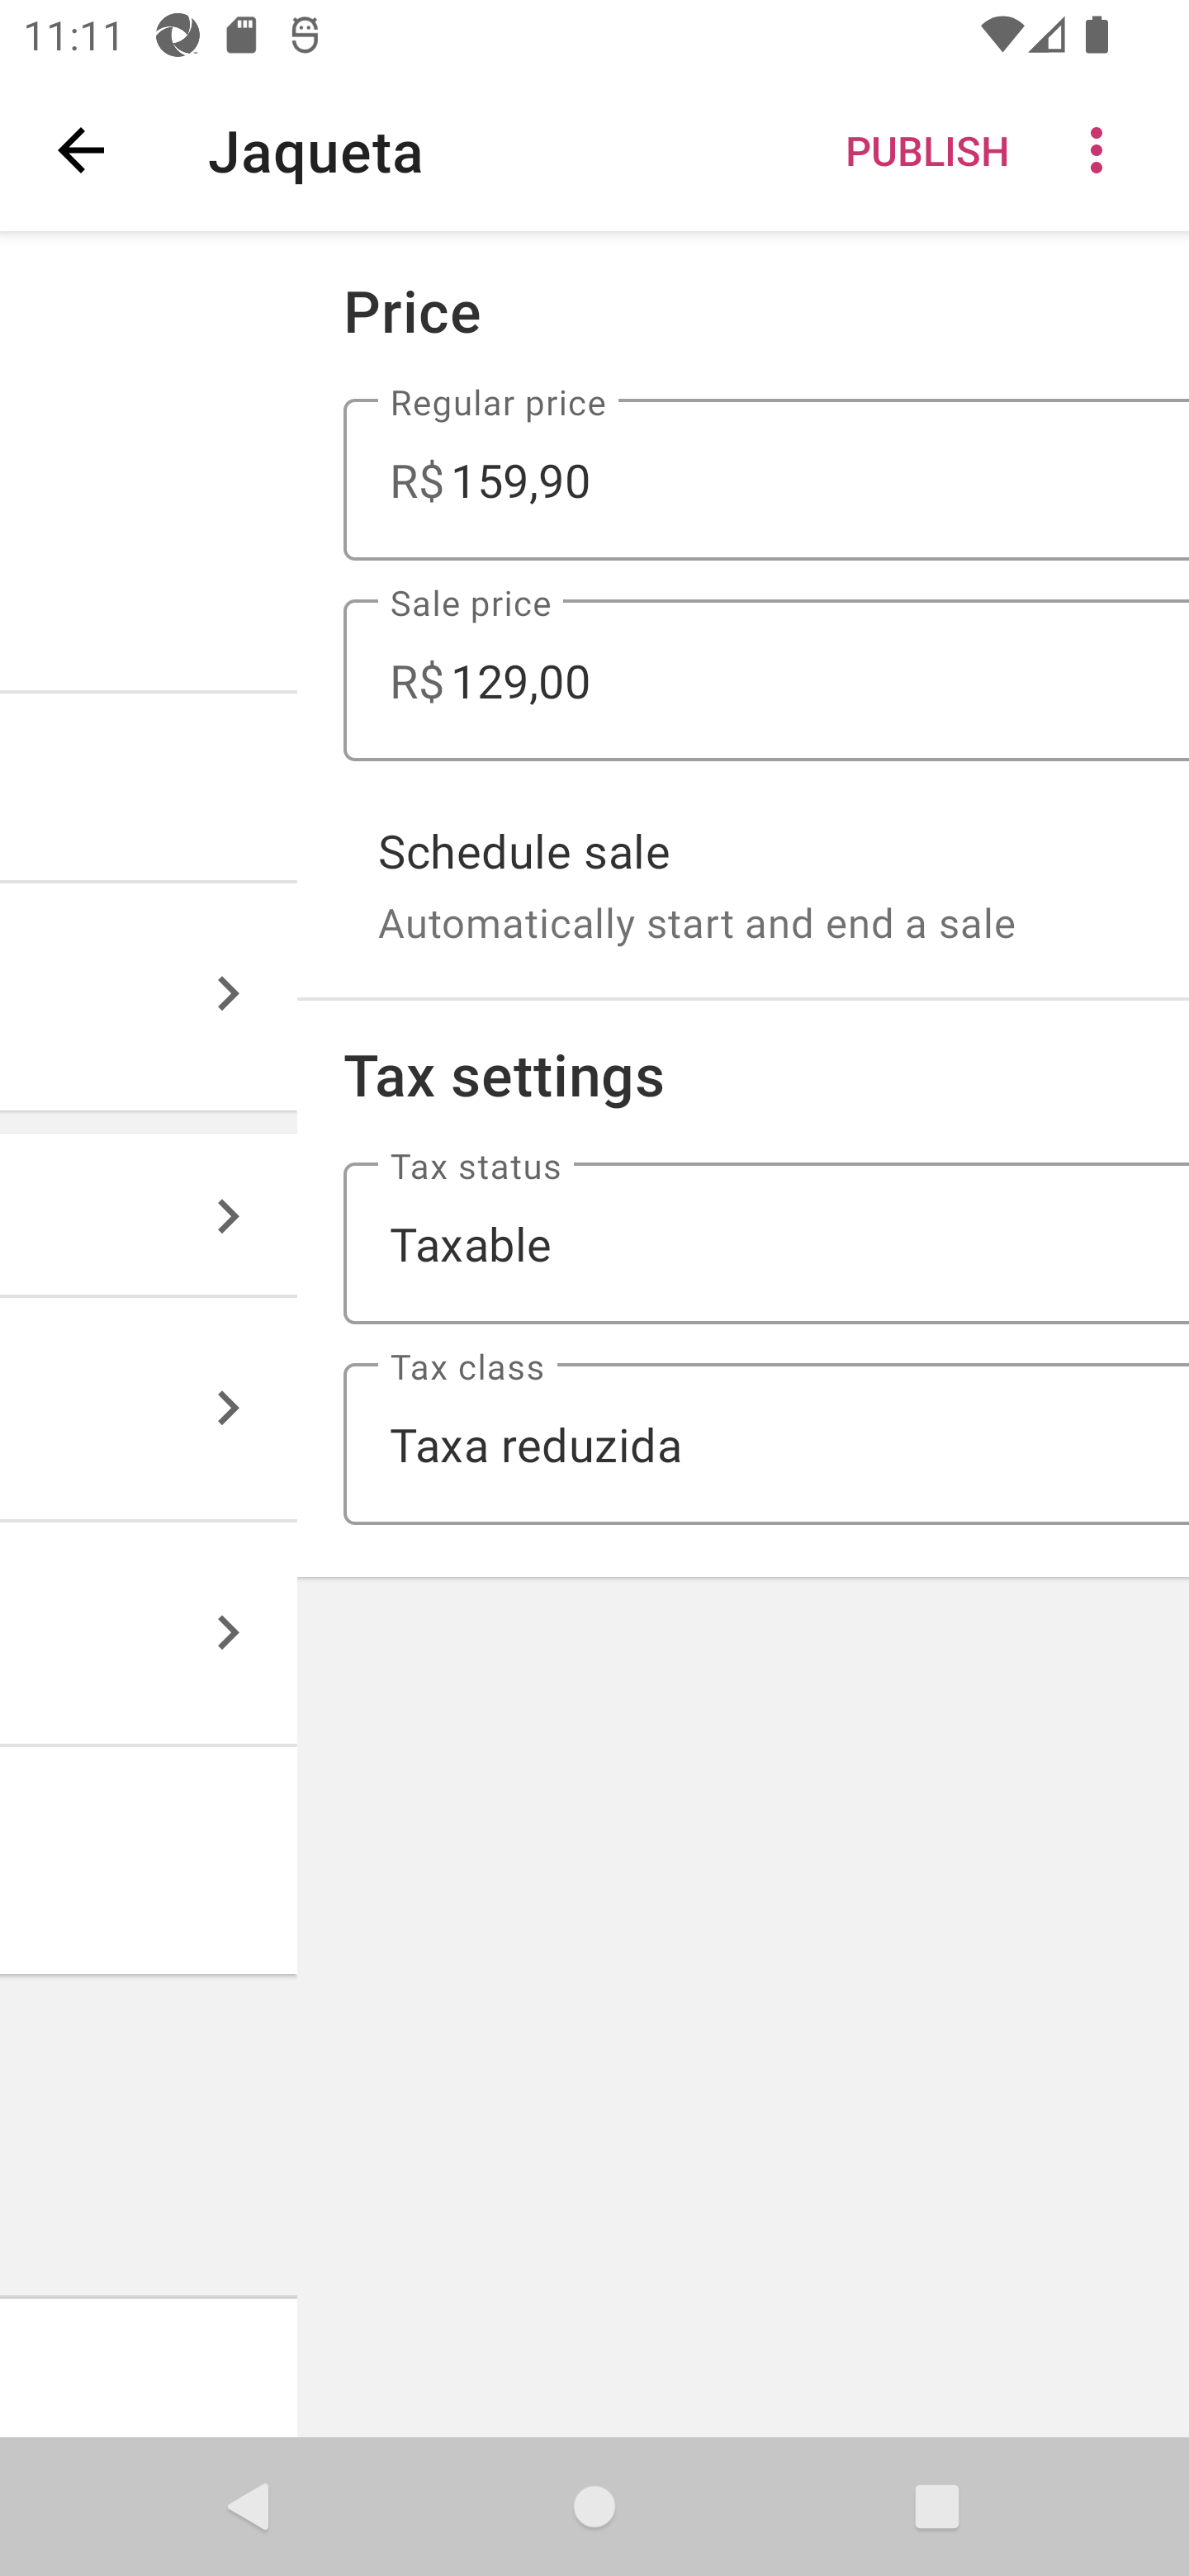 11:11
Jaqueta
PUBLISH
Price
Regular price
R$ 159,90
Sale price
R$ 129,00
Schedule sale
Automatically start and end a sale
Tax settings
Tax status
Taxable
Tax class
Taxa reduzida